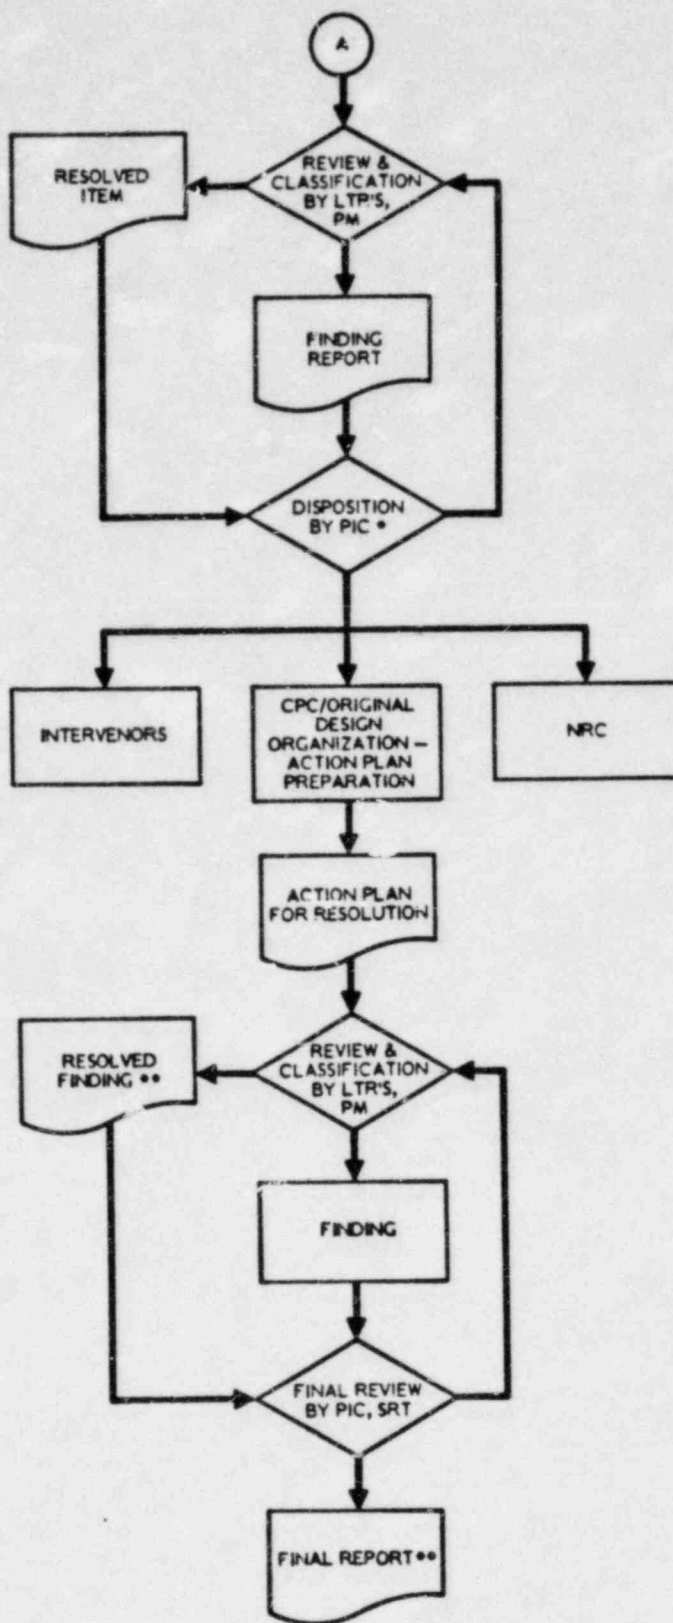 A
REVIEW &
CLASSIFICATION
BY LTR'S,
PM
RESOLVED
ITEM
FINDING
REPORT
DISPOSITION
BY PIC *
INTERVENORS
CPC/ORIGINAL
DESIGN
ORGANIZATION –
ACTION PLAN
PREPARATION
NRC
ACTION PLAN
FOR RESOLUTION
REVIEW &
CLASSIFICATION
BY LTR'S,
PM
RESOLVED
FINDING **
FINDING
FINAL REVIEW
BY PIC, SRT
FINAL REPORT **